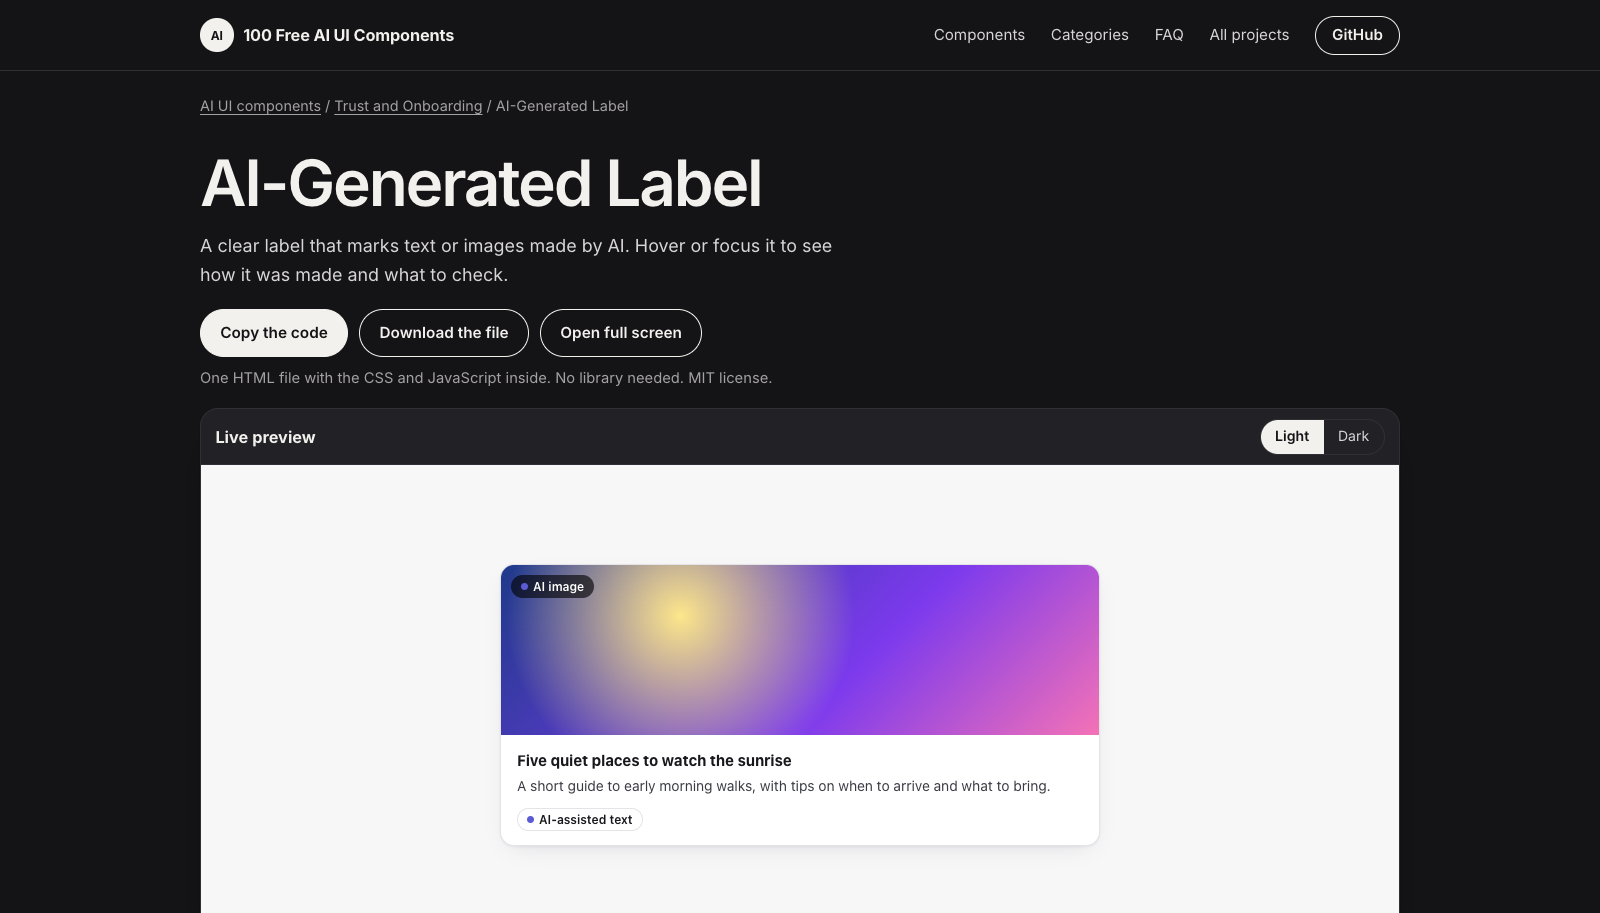 AI
100 Free AI UI Components
Components
Categories
FAQ
All projects
GitHub
AI UI components / Trust and Onboarding / AI-Generated Label
AI-Generated Label
A clear label that marks text or images made by AI. Hover or focus it to see
how it was made and what to check.
Copy the code
Download the file
Open full screen
One HTML file with the CSS and JavaScript inside. No library needed. MIT license.
Live preview
Light
Dark
AI image
Five quiet places to watch the sunrise
A short guide to early morning walks, with tips on when to arrive and what to bring.
AI-assisted text